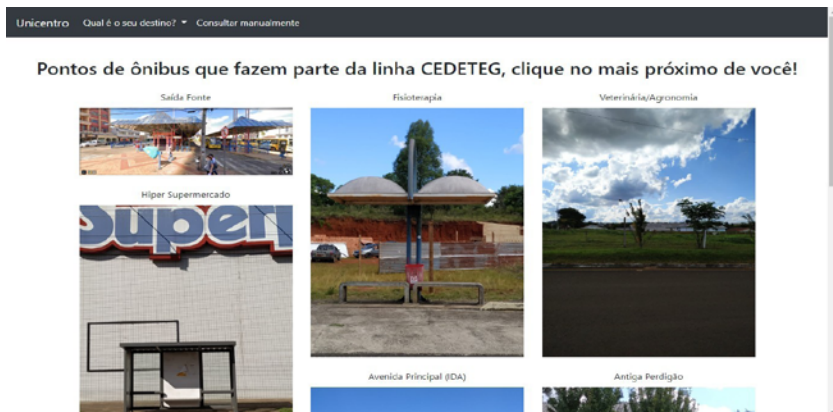 Unicentro Qual é o seu destino? Consultar manualmente
Pontos de ônibus que fazem parte da linha CEDETEG, clique no mais próximo de você!
Saída Fonte
Fisioterapia
Veterinária/Agronomia
Hiper Supermercado
Super
Avenida Principal (IDA)
Antiga Perdigão